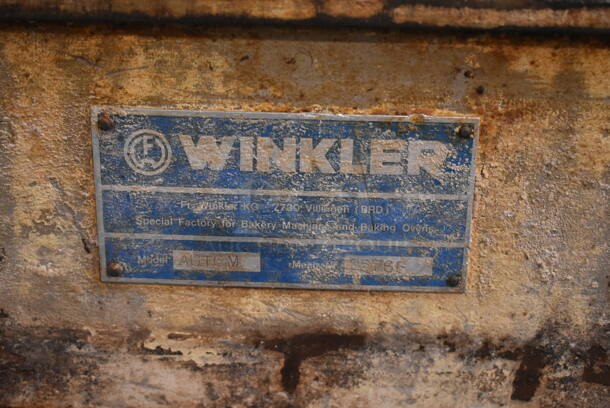 WINKLER
Fr. Winkler KG 7730 Villingen (BRD)
Special Factory for Bakery Machines and Baking Ovens
Model